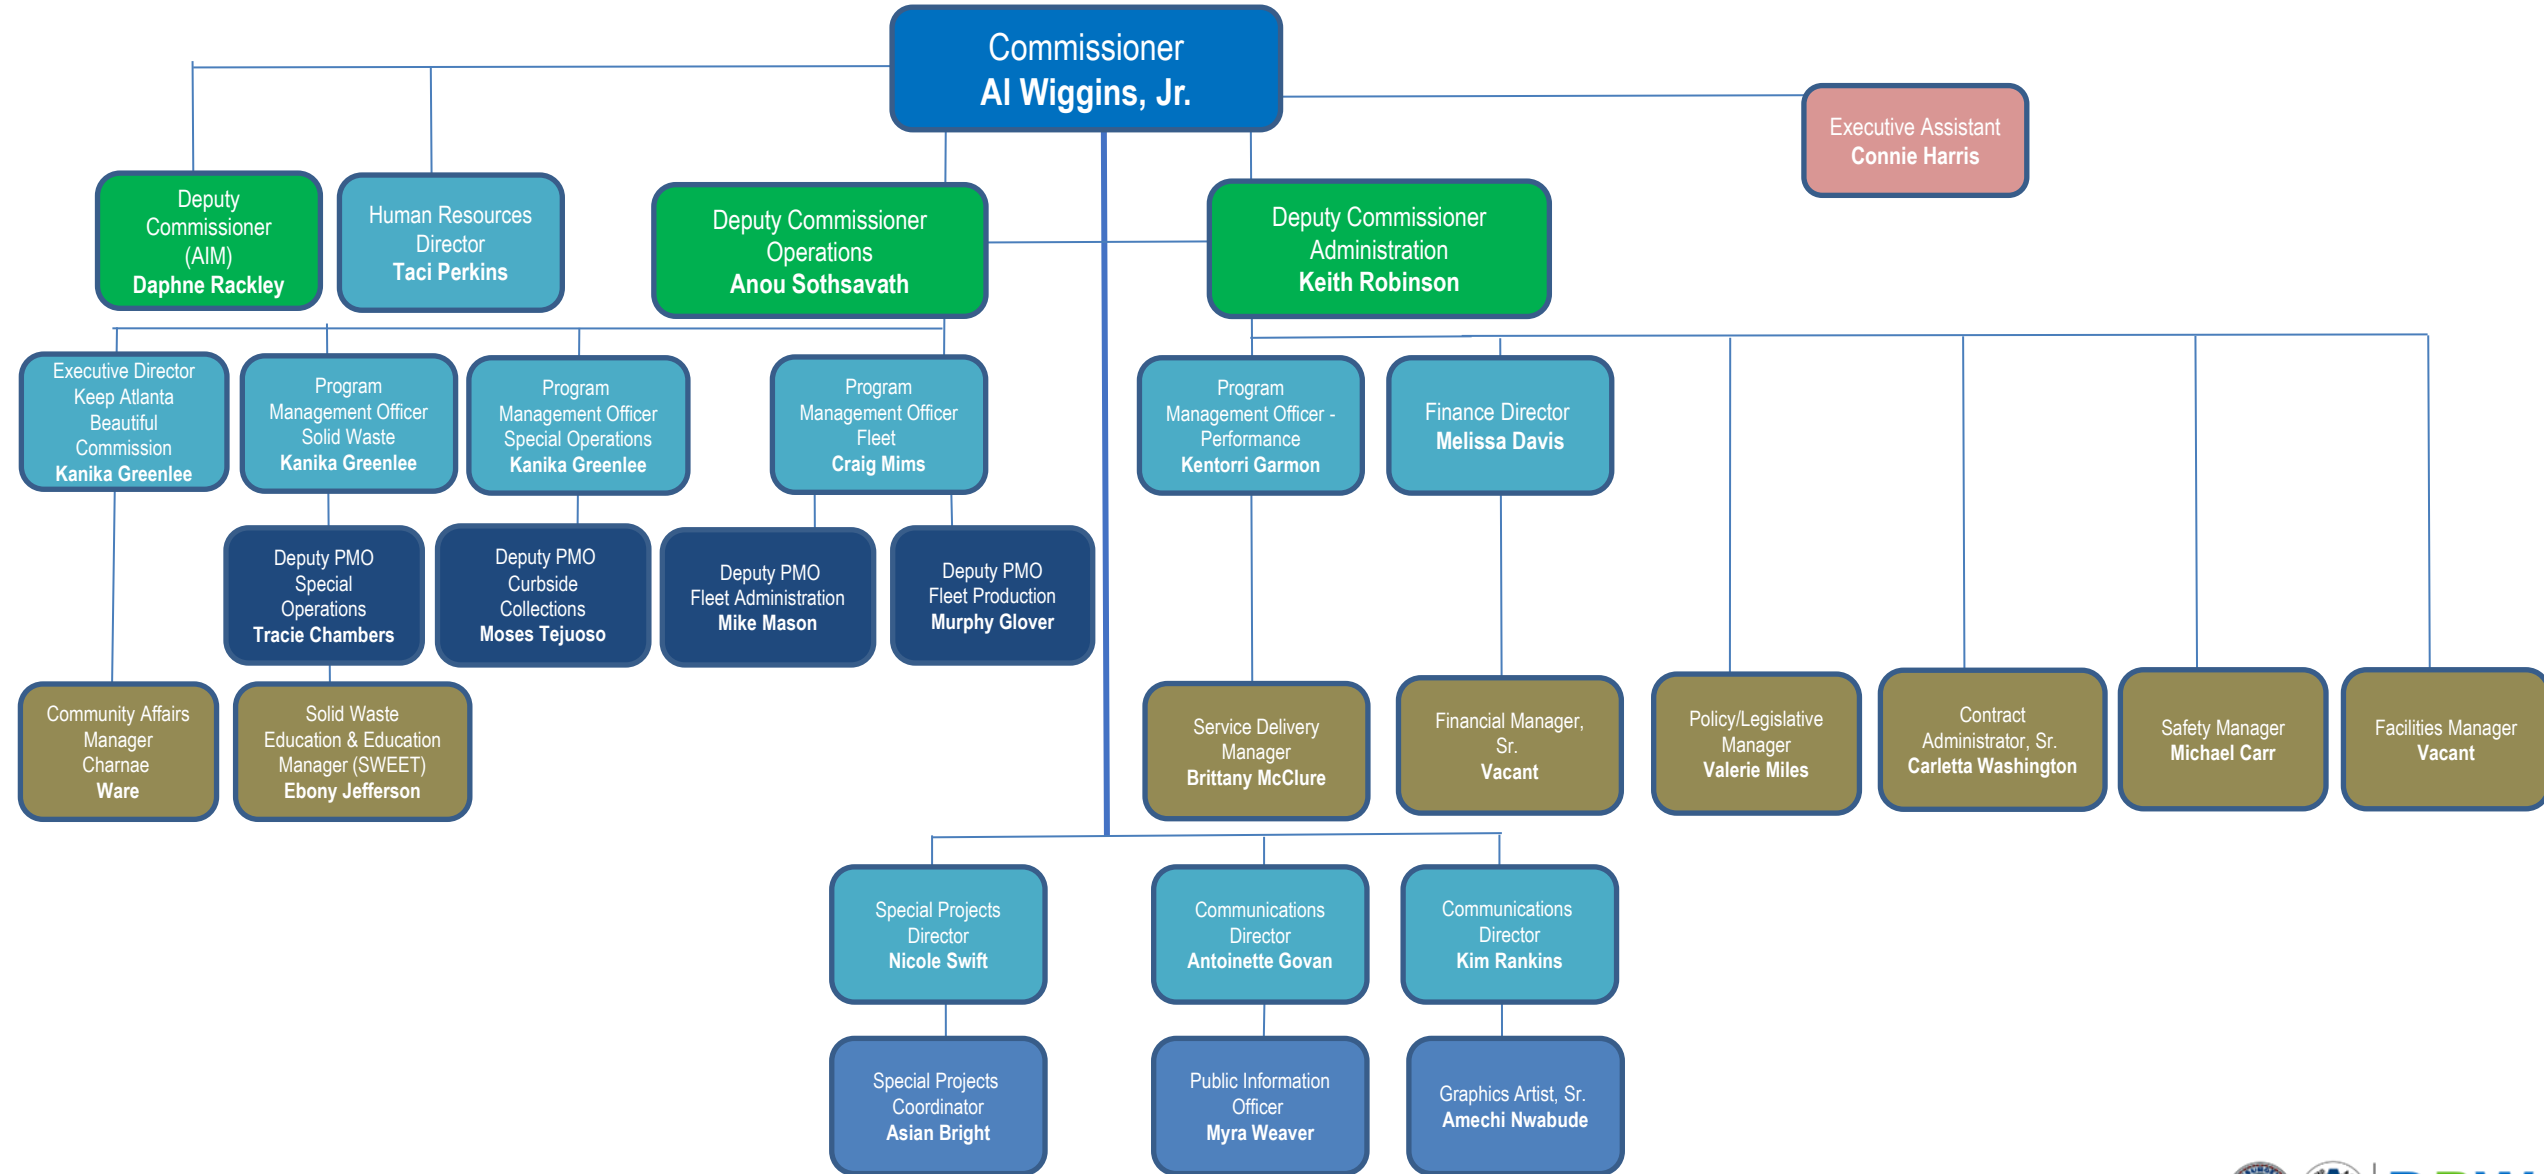 Commissioner
Al Wiggins, Jr.
Executive Assistant
Connie Harris
Deputy
Commissioner
(AIM)
Daphne Rackley
Human Resources
Director
Taci Perkins
Deputy Commissioner
Operations
Anou Sothsavath
Deputy Commissioner
Administration
Keith Robinson
Executive Director
Keep Atlanta
Beautiful
Commission
Kanika Greenlee
Program
Management Officer
Solid Waste
Kanika Greenlee
Program
Management Officer
Special Operations
Kanika Greenlee
Program
Management Officer
Fleet
Craig Mims
Program
Management Officer -
Performance
Kentorri Garmon
Finance Director
Melissa Davis
Deputy PMO
Special
Operations
Tracie Chambers
Deputy PMO
Curbside
Collections
Moses Tejuoso
Deputy PMO
Fleet Administration
Mike Mason
Deputy PMO
Fleet Production
Murphy Glover
Community Affairs
Manager
Charnae
Ware
Solid Waste
Education & Education
Manager (SWEET)
Ebony Jefferson
Service Delivery
Manager
Brittany McClure
Financial Manager,
Sr.
Vacant
Policy/Legislative
Manager
Valerie Miles
Contract
Administrator, Sr.
Carletta Washington
Safety Manager
Michael Carr
Facilities Manager
Vacant
Special Projects
Director
Nicole Swift
Communications
Director
Antoinette Govan
Communications
Director
Kim Rankins
Special Projects
Coordinator
Asian Bright
Public Information
Officer
Myra Weaver
Graphics Artist, Sr.
Amechi Nwabude